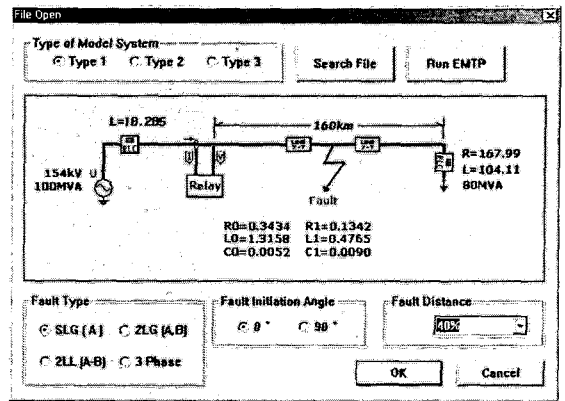 File Open
Type of Model System
Type 1 Type 2 Type 3
Search File
Run EMTP
L=18.285
160km
154kV U
100MVA
RLC
I
V
Relay
Fault
R=167.99
L=104.11
80MVA
R0=0.3434 R1=0.1342
L0=1.3158 L1=0.4765
C0=0.0052 C1=0.0090
Fault Type
SLG (A) 2LG (A,B)
2LL (A-B) 3 Phase
Fault Initiation Angle
0 ° 90 °
Fault Distance
40%
OK
Cancel